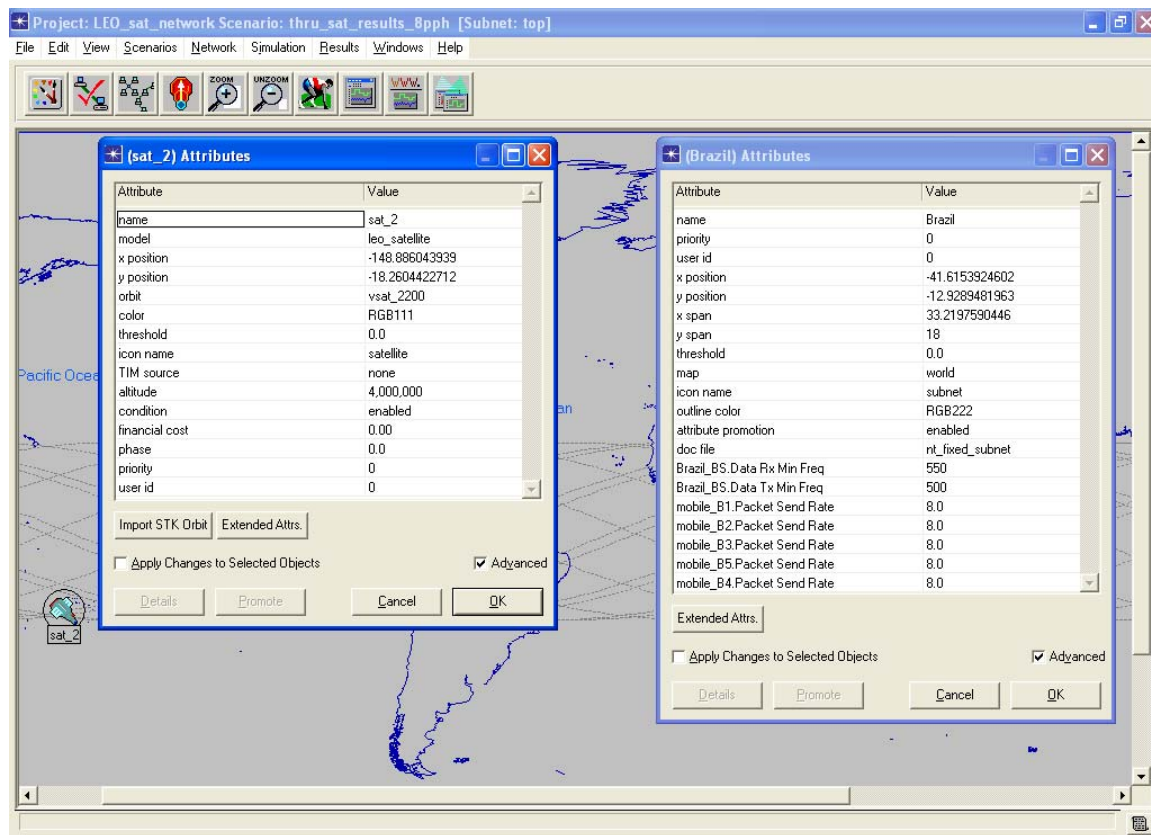 Project: LEO_sat_network Scenario: thru_sat_results_8pph [Subnet: top]
File Edit View Scenarios Network Simulation Results Windows Help
ZOOM UNZOOM WWW.
(sat_2) Attributes
Attribute Value
name sat_2
model leo_satellite
x position -148.886043939
y position -18.2604422712
orbit vsat_2200
color RGB111
threshold 0.0
icon name satellite
TIM source none
altitude 4,000,000
condition enabled
financial cost 0.00
phase 0.0
priority 0
user id 0
Import STK Orbit Extended Attrs.
Apply Changes to Selected Objects Advanced
Details Promote Cancel OK
(Brazil) Attributes
Attribute Value
name Brazil
priority 0
user id 0
x position -41.6153924602
y position -12.9289481963
x span 33.2197590446
y span 18
threshold 0.0
map world
icon name subnet
outline color RGB222
attribute promotion enabled
doc file nt_fixed_subnet
Brazil_BS.Data Rx Min Freq 550
Brazil_BS.Data Tx Min Freq 500
mobile_B1.Packet Send Rate 8.0
mobile_B2.Packet Send Rate 8.0
mobile_B3.Packet Send Rate 8.0
mobile_B5.Packet Send Rate 8.0
mobile_B4.Packet Send Rate 8.0
Extended Attrs.
Apply Changes to Selected Objects Advanced
Details Promote Cancel OK
Pacific Ocea
an
sat_2